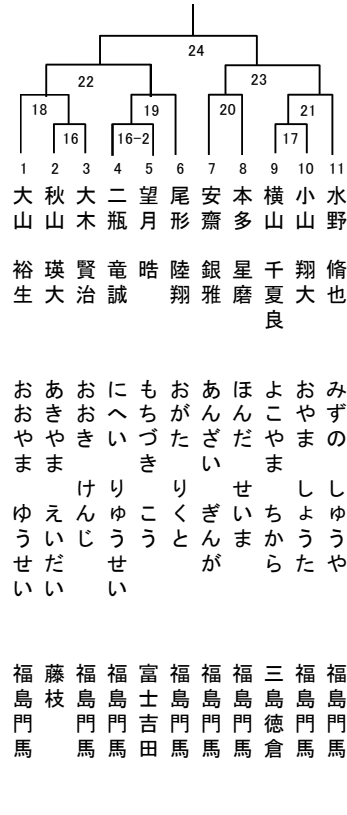 24
22
23
18
19
20
21
16
16-2
17
1 2 3 4 5 6 7 8 9 10 11
大山 裕生 おおやま ゆうせい 福島門馬
秋山 瑛大 あきやま えいだい 藤枝
大木 賢治 おおき けんじ 福島門馬
二瓶 竜誠 にへい りゅうせい 福島門馬
望月 晧 もちづき こう 富士吉田
尾形 陸翔 おがた りくと 福島門馬
安齋 銀雅 あんざい ぎんが 福島門馬
本多 星磨 ほんだ せいま 福島門馬
横山 千夏良 よこやま ちから 三島徳倉
小山 翔大 おやま しょうた 福島門馬
水野 脩也 みずの しゅうや 福島門馬